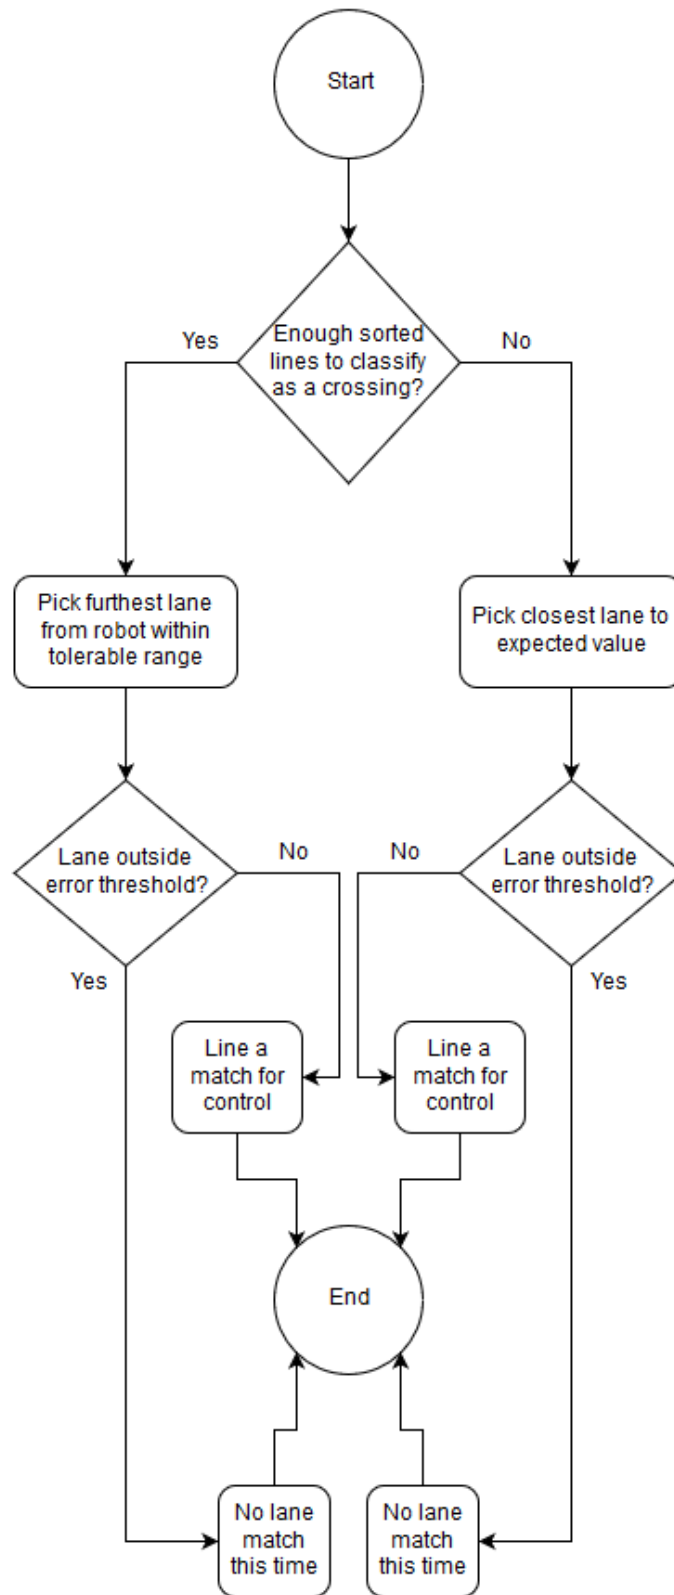 Start
Enough sorted
lines to classify
as a crossing?
Yes
No
Pick furthest lane
from robot within
tolerable range
Pick closest lane to
expected value
Lane outside
error threshold?
No
No
Lane outside
error threshold?
Yes
Yes
Line a
match for
control
Line a
match for
control
End
No lane
match
this time
No lane
match
this time